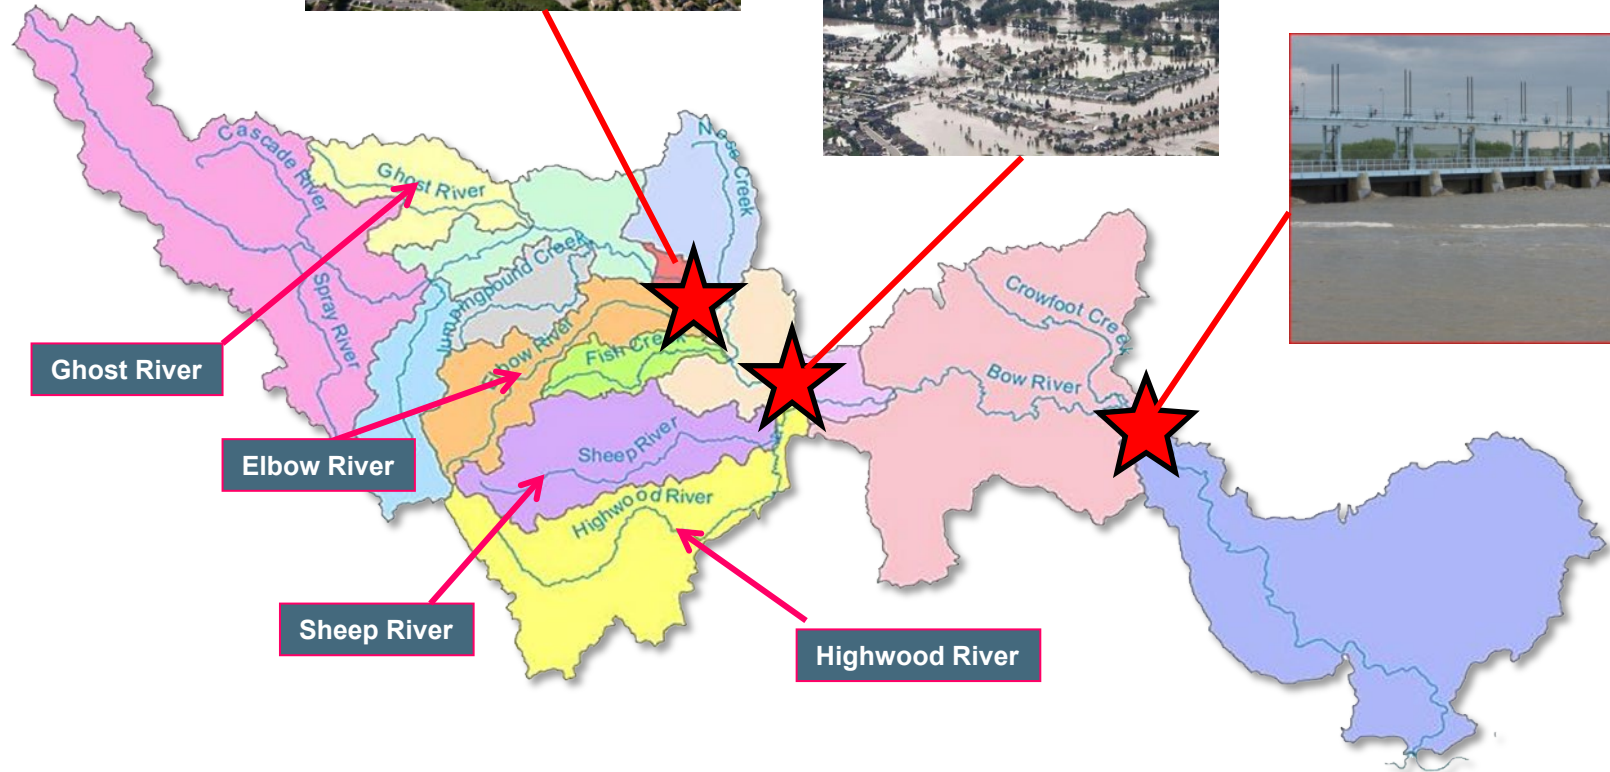 Cascade River
Ghost River
Nose Creek
Jumpingpound Creek
Spray River
Elbow River
Fish Creek
Crowfoot Creek
Bow River
Sheep River
Highwood River
Ghost River
Elbow River
Sheep River
Highwood River